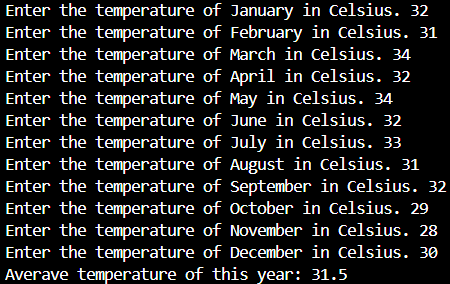 Enter the temperature of January in Celsius. 32
Enter the temperature of February in Celsius. 31
Enter the temperature of March in Celsius. 34
Enter the temperature of April in Celsius. 32
Enter the temperature of May in Celsius. 34
Enter the temperature of June in Celsius. 32
Enter the temperature of July in Celsius. 33
Enter the temperature of August in Celsius. 31
Enter the temperature of September in Celsius. 32
Enter the temperature of October in Celsius. 29
Enter the temperature of November in Celsius. 28
Enter the temperature of December in Celsius. 30
Averave temperature of this year: 31.5